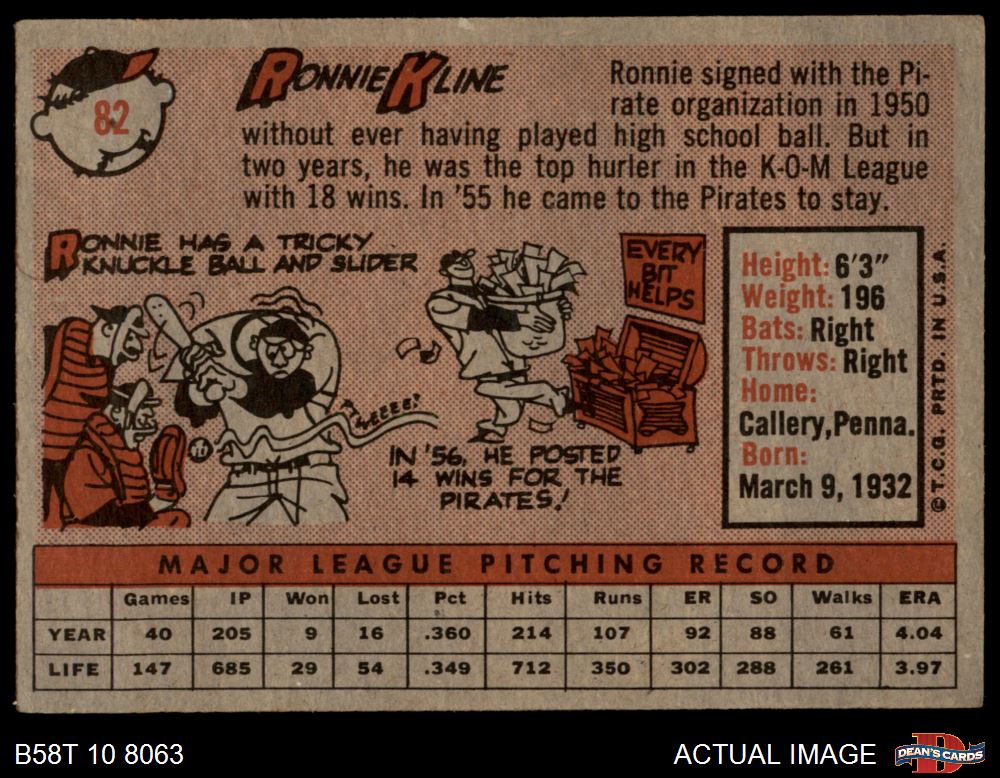 82
RONNIE KLINE
Ronnie signed with the Pi-
rate organization in 1950
without ever having played high school ball. But in
two years, he was the top hurler in the K-O-M League
with 18 wins. In '55 he came to the Pirates to stay.
RONNIE HAS A TRICKY
KNUCKLE BALL AND SLIDER
EVERY
BIT
HELPS
IN '56, HE POSTED
14 WINS FOR THE
PIRATES!
Height: 6'3"
Weight: 196
Bats: Right
Throws: Right
Home:
Callery, Penna.
Born:
March 9, 1932
© T.C.G. PRTD. IN U.S.A.
MAJOR LEAGUE PITCHING RECORD
Games IP Won Lost Pct Hits Runs ER SO Walks ERA
YEAR 40 205 9 16 .360 214 107 92 88 61 4.04
LIFE 147 685 29 54 .349 712 350 302 288 261 3.97
B58T 10 8063
ACTUAL IMAGE
DEAN'S CARDS